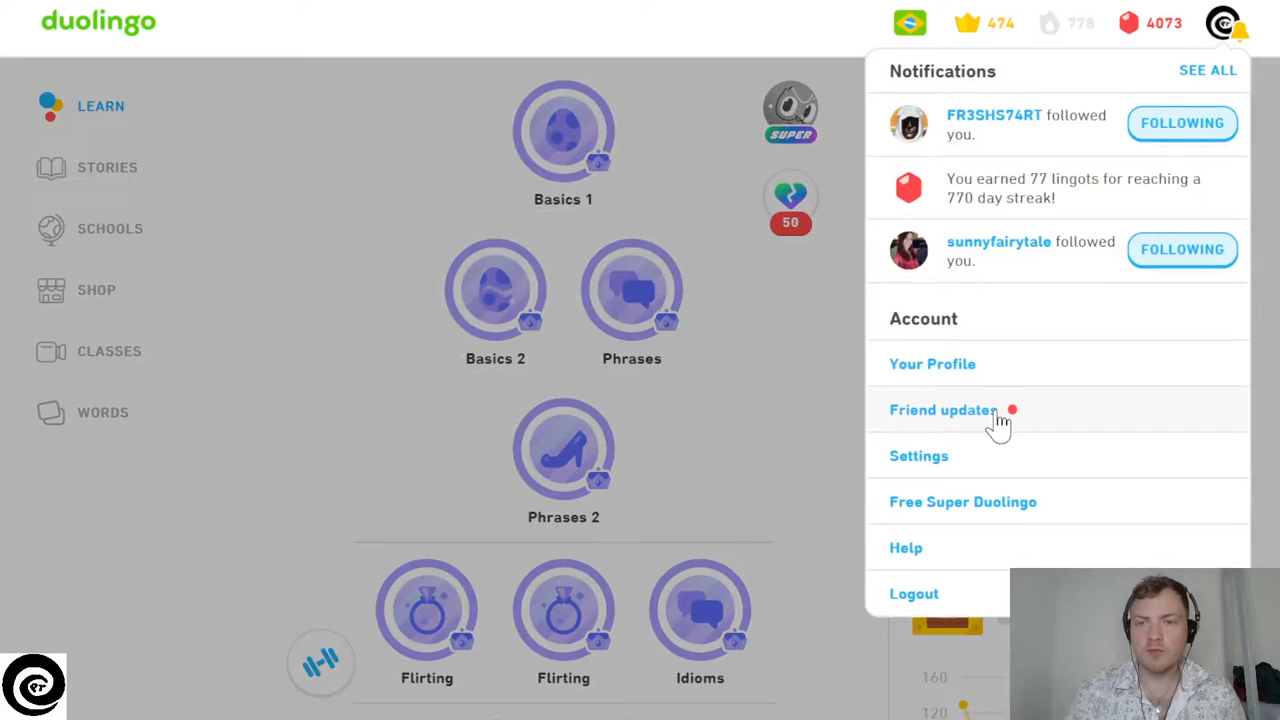 duolingo
474
778
4073
Notifications
SEE ALL
FR3SHS74RT followed
you.
FOLLOWING
You earned 77 lingots for reaching a
770 day streak!
sunnyfairytale followed
you.
FOLLOWING
Account
Your Profile
Friend updates
Settings
Free Super Duolingo
Help
Logout
LEARN
STORIES
SCHOOLS
SHOP
CLASSES
WORDS
Basics 1
SUPER
50
Basics 2
Phrases
Phrases 2
Flirting
Flirting
Idioms
160
120